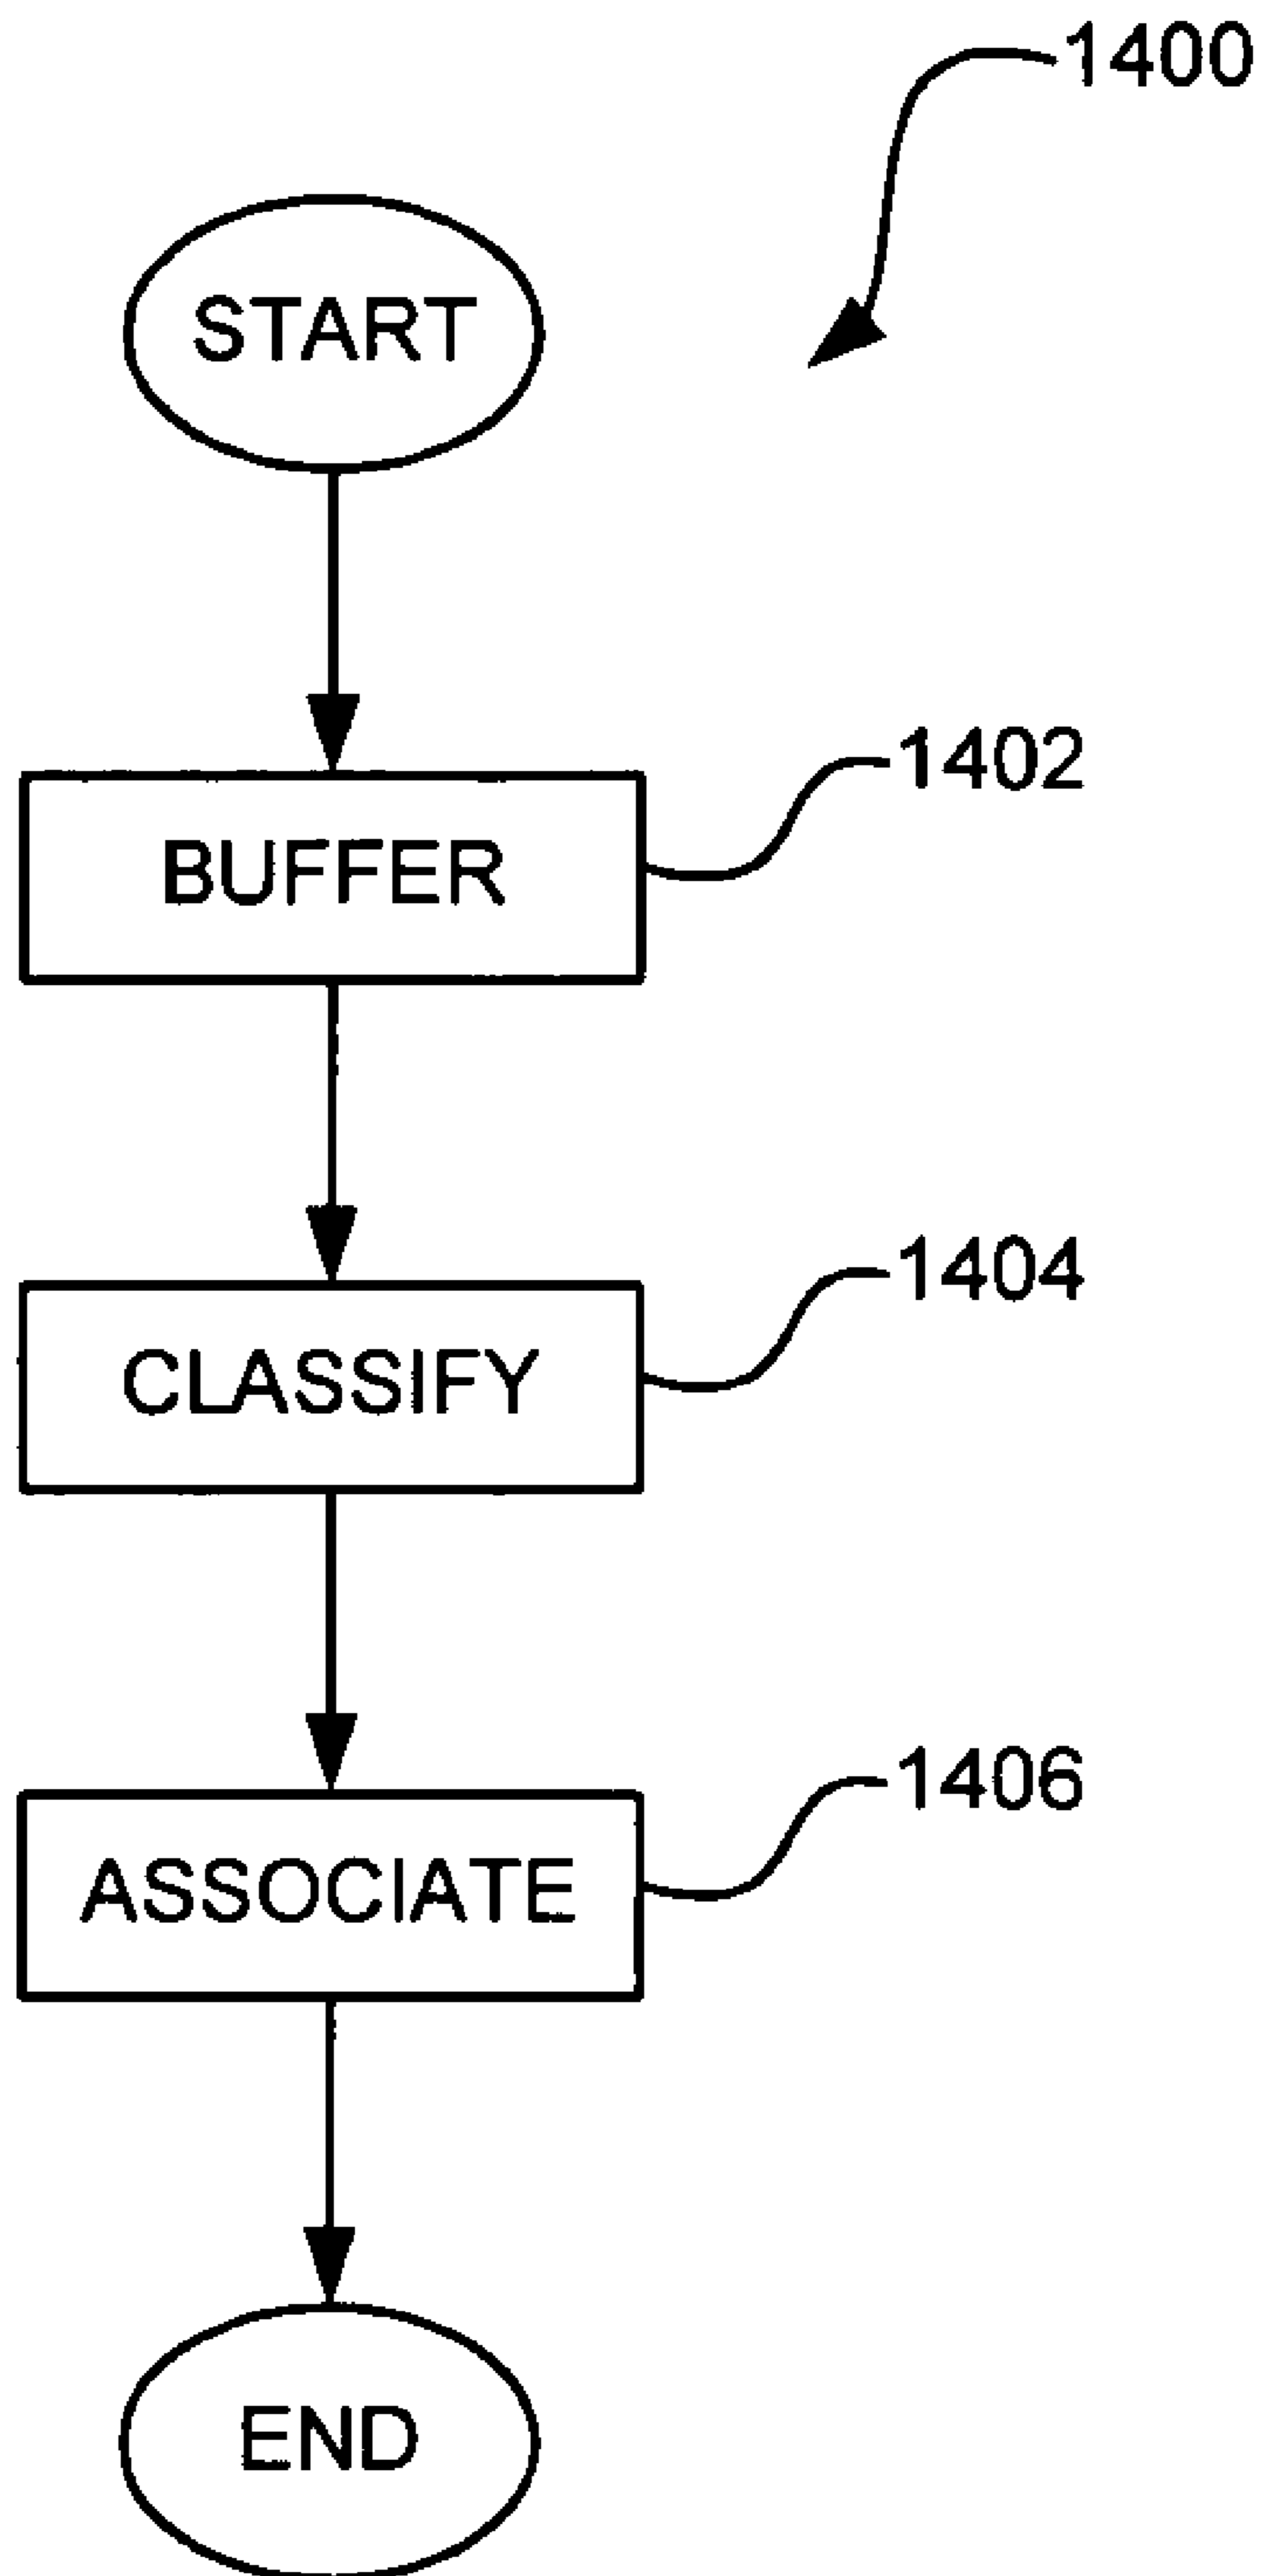 1400
START
BUFFER
1402
CLASSIFY
1404
ASSOCIATE
1406
END